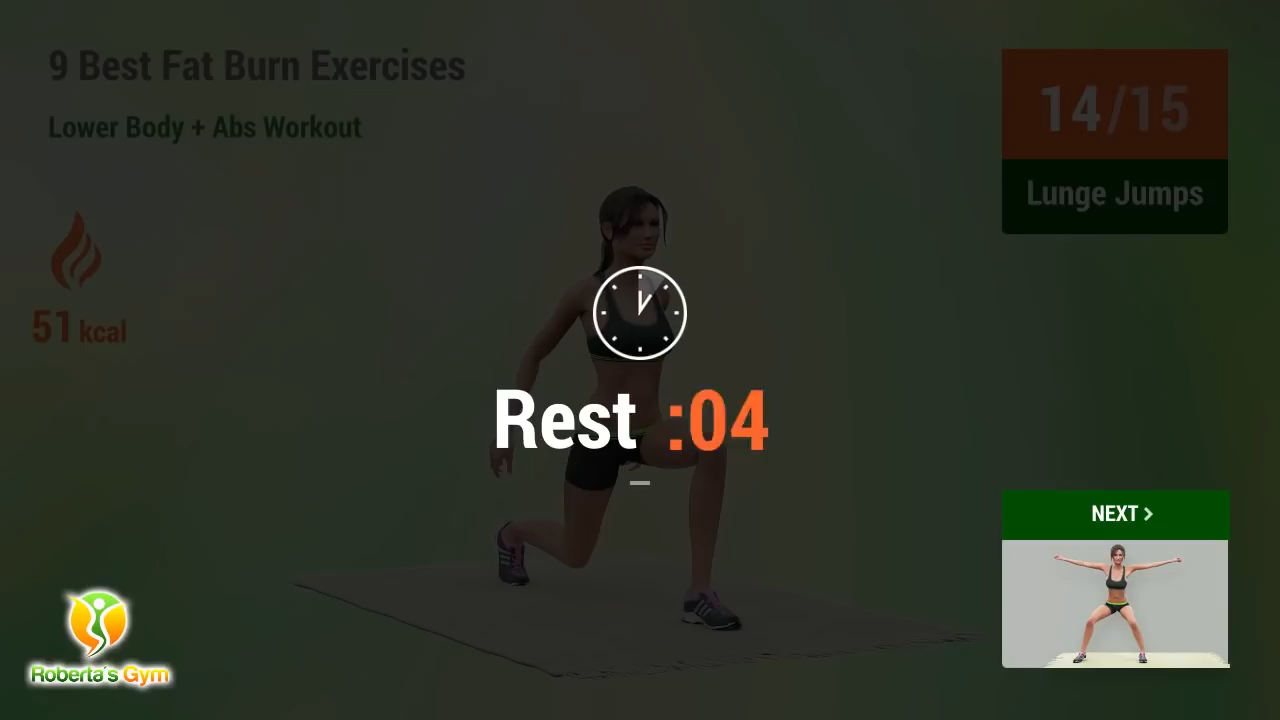 9 Best Fat Burn Exercises
Lower Body + Abs Workout
14/15
Lunge Jumps
51 kcal
Rest :04
NEXT >
Roberta's Gym